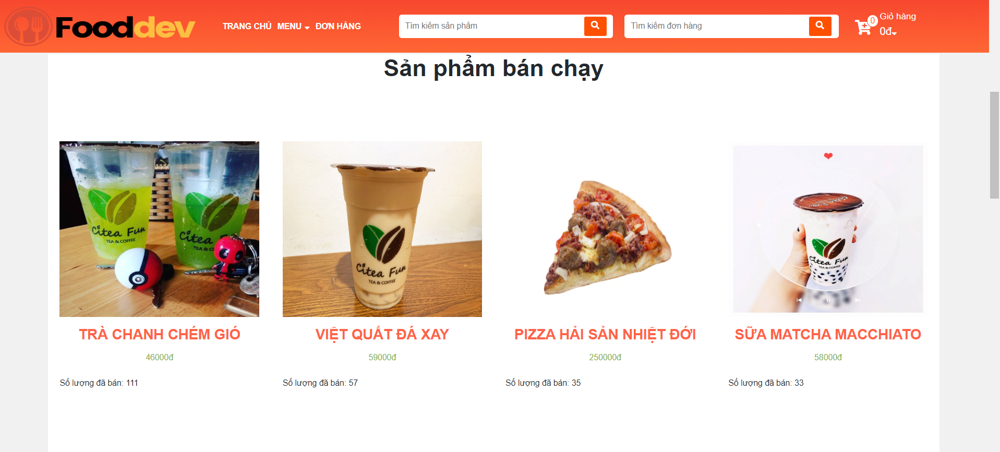 Fooddev
TRANG CHỦ MENU ĐƠN HÀNG
Tìm kiếm sản phẩm
Tìm kiếm đơn hàng
0
Giỏ hàng
0đ
Sản phẩm bán chạy
Citea Fun
TEA & COFFEE
Citea Fu
TEA & CO
Citea Fun
TEA & COFFEE
Citea Fun
TEA & COFFEE
TRÀ CHANH CHÉM GIÓ
46000đ
Số lượng đã bán: 111
VIỆT QUẤT ĐÁ XAY
59000đ
Số lượng đã bán: 57
PIZZA HẢI SẢN NHIỆT ĐỚI
250000đ
Số lượng đã bán: 35
SỮA MATCHA MACCHIATO
58000đ
Số lượng đã bán: 33